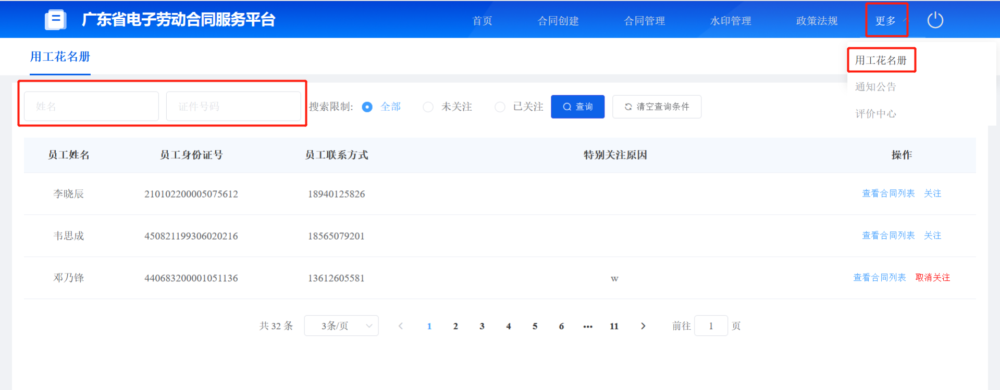 广东省电子劳动合同服务平台 首页 合同创建 合同管理 水印管理 政策法规 更多
用工花名册 用工花名册
通知公告
姓名 证件号码 搜索限制: 全部 未关注 已关注 查询 清空查询条件 评价中心
员工姓名 员工身份证号 员工联系方式 特别关注原因 操作
李晓辰 210102200005075612 18940125826 查看合同列表 关注
韦思成 450821199306020216 18565079201 查看合同列表 关注
邓乃锋 440683200001051136 13612605581 w 查看合同列表 取消关注
共 32 条 3条/页 1 2 3 4 5 6 ··· 11 前往 1 页